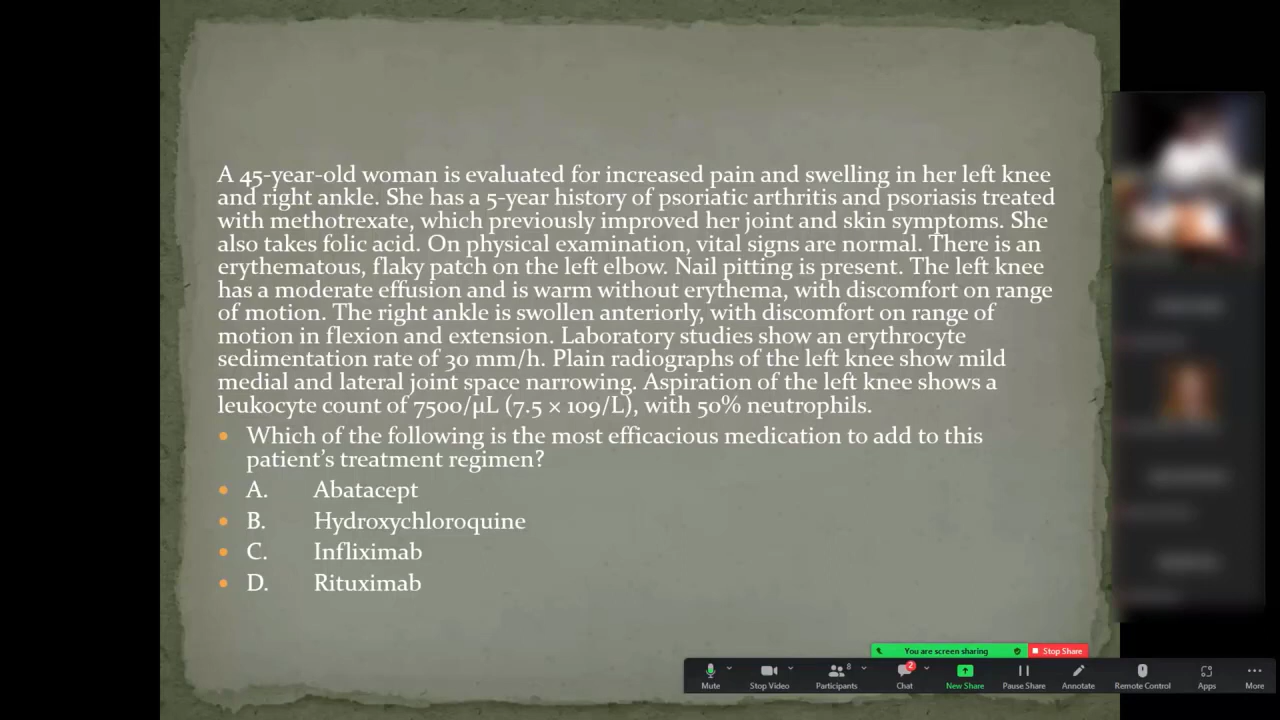 A 45-year-old woman is evaluated for increased pain and swelling in her left knee
and right ankle. She has a 5-year history of psoriatic arthritis and psoriasis treated
with methotrexate, which previously improved her joint and skin symptoms. She
also takes folic acid. On physical examination, vital signs are normal. There is an
erythematous, flaky patch on the left elbow. Nail pitting is present. The left knee
has a moderate effusion and is warm without erythema, with discomfort on range
of motion. The right ankle is swollen anteriorly, with discomfort on range of
motion in flexion and extension. Laboratory studies show an erythrocyte
sedimentation rate of 30 mm/h. Plain radiographs of the left knee show mild
medial and lateral joint space narrowing. Aspiration of the left knee shows a
leukocyte count of 7500/µL (7.5 × 109/L), with 50% neutrophils.
• Which of the following is the most efficacious medication to add to this
patient’s treatment regimen?
• A. Abatacept
• B. Hydroxychloroquine
• C. Infliximab
• D. Rituximab
You are screen sharing Stop Share
8 2
Mute Stop Video Participants Chat New Share Pause Share Annotate Remote Control Apps More